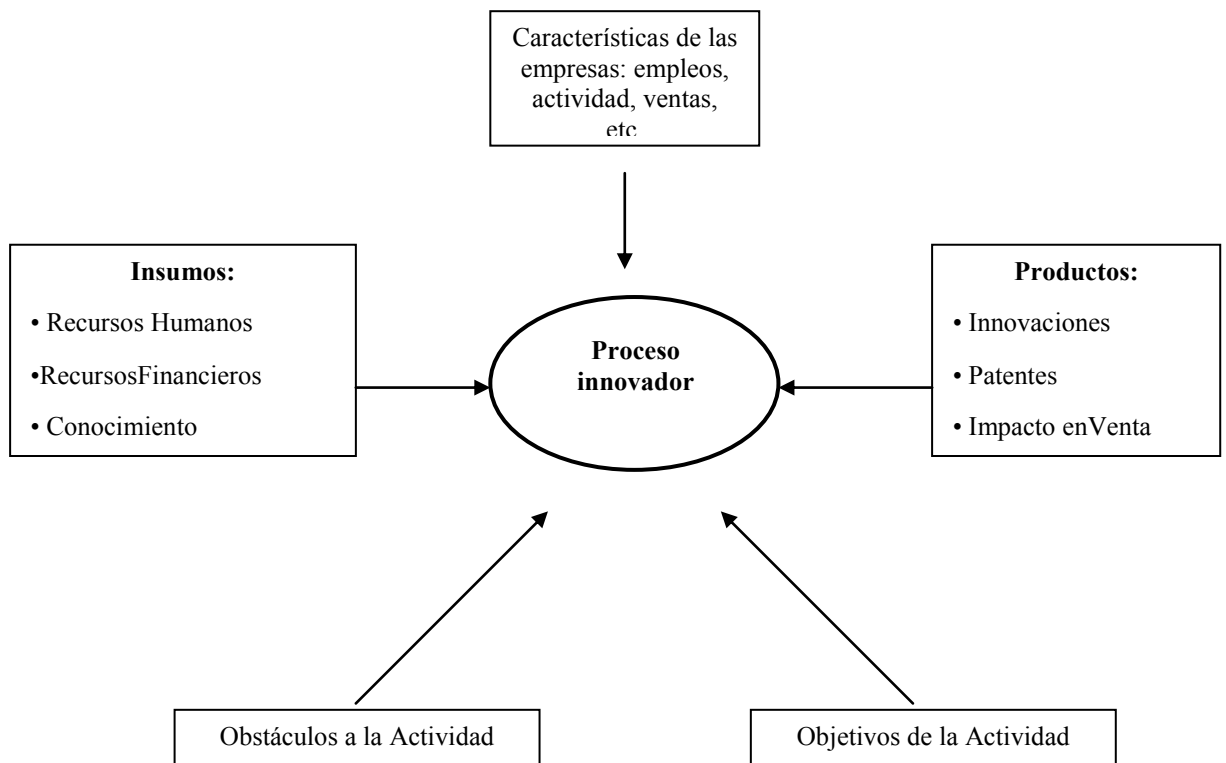 Características de las
empresas: empleos,
actividad, ventas,
etc
Insumos:
• Recursos Humanos
•RecursosFinancieros
• Conocimiento
Proceso
innovador
Productos:
• Innovaciones
• Patentes
• Impacto enVenta
Obstáculos a la Actividad
Objetivos de la Actividad